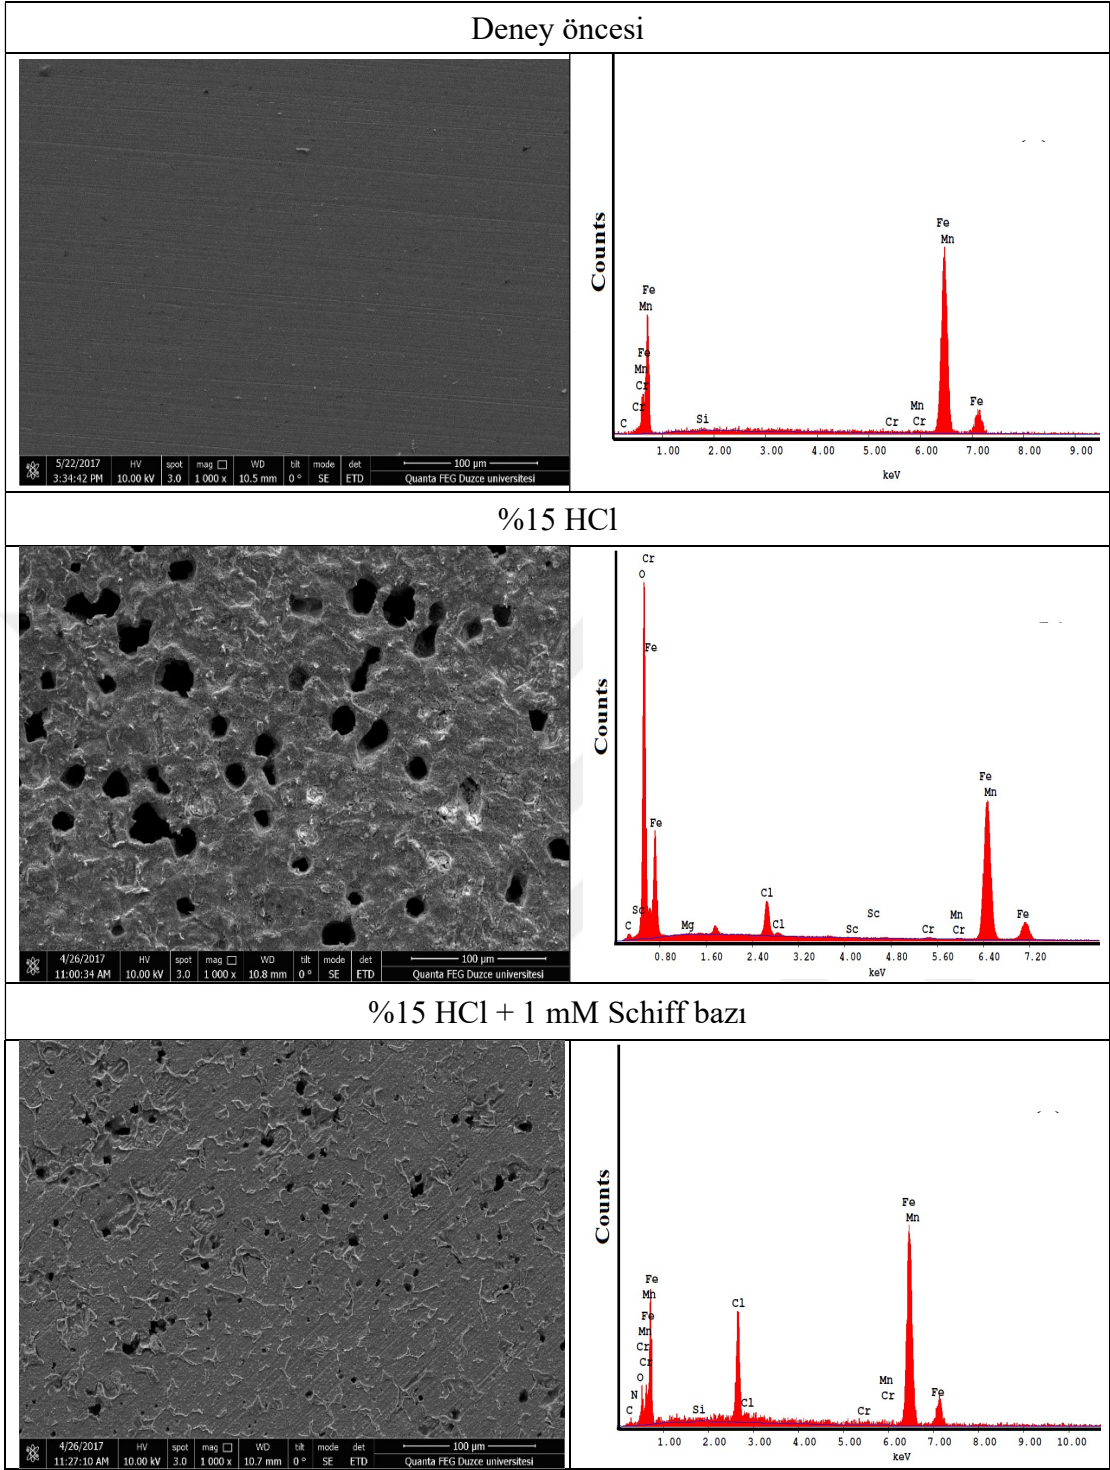 Deney öncesi
5/22/2017 HV spot mag □ WD tilt mode det 100 µm
3:34:42 PM 10.00 kV 3.0 1 000 x 10.5 mm 0 ° SE ETD Quanta FEG Duzce universitesi
Counts
Fe
Mn
Fe
Mn
Fe
Mn
Cr
Cr
C
Si
Cr
Mn
Cr
Fe
1.00 2.00 3.00 4.00 5.00 6.00 7.00 8.00 9.00
keV
%15 HCl
4/26/2017 HV spot mag □ WD tilt mode det 100 µm
11:00:34 AM 10.00 kV 3.0 1 000 x 10.8 mm 0 ° SE ETD Quanta FEG Duzce universitesi
Counts
Cr
O
Fe
Fe
Sc
C
Mg
Cl
Cl
Sc
Sc
Cr
Mn
Cr
Fe
Mn
Fe
0.80 1.60 2.40 3.20 4.00 4.80 5.60 6.40 7.20
keV
%15 HCl + 1 mM Schiff bazı
4/26/2017 HV spot mag □ WD tilt mode det 100 µm
11:27:10 AM 10.00 kV 3.0 1 000 x 10.7 mm 0 ° SE ETD Quanta FEG Duzce universitesi
Counts
Fe
Mn
Fe
Mn
Cr
Cr
O
N
C
Si
Cl
Cl
Cr
Mn
Cr
Fe
Mn
Fe
1.00 2.00 3.00 4.00 5.00 6.00 7.00 8.00 9.00 10.00
keV